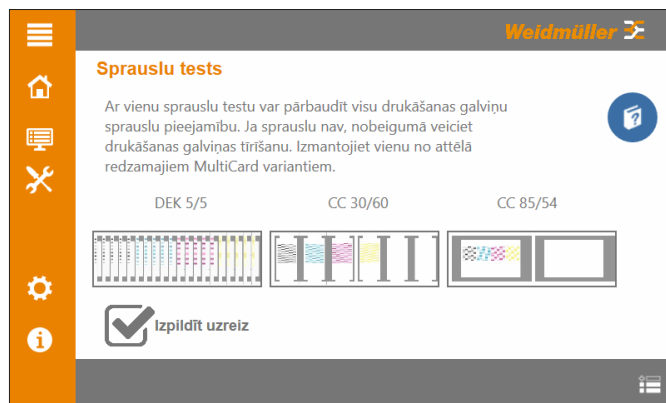 Weidmüller
Sprauslu tests
Ar vienu sprauslu testu var pārbaudīt visu drukāšanas galviņu
sprauslu pieejamību. Ja sprauslu nav, nobeigumā veiciet
drukāšanas galviņas tīrīšanu. Izmantojiet vienu no attēlā
redzamajiem MultiCard variantiem.
DEK 5/5 CC 30/60 CC 85/54
Izpildīt uzreiz